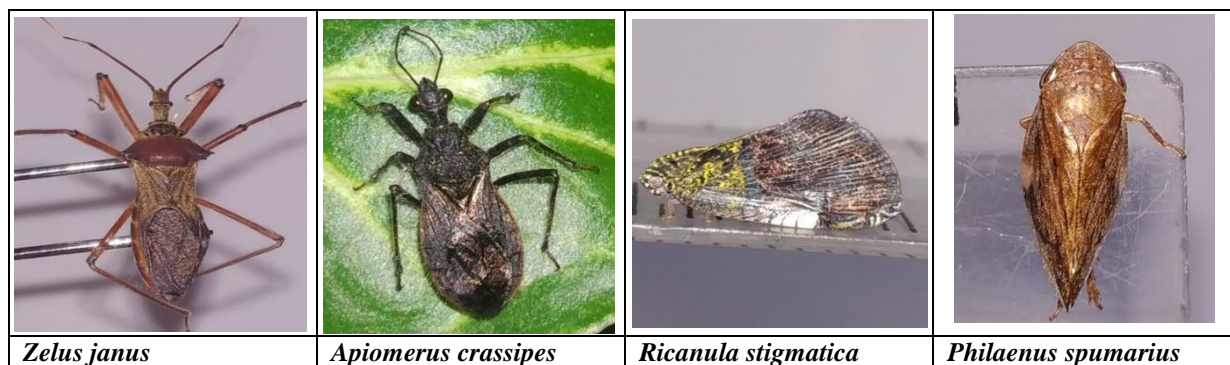 Zelus janus
Apiomerus crassipes
Ricanula stigmatica
Philaenus spumarius